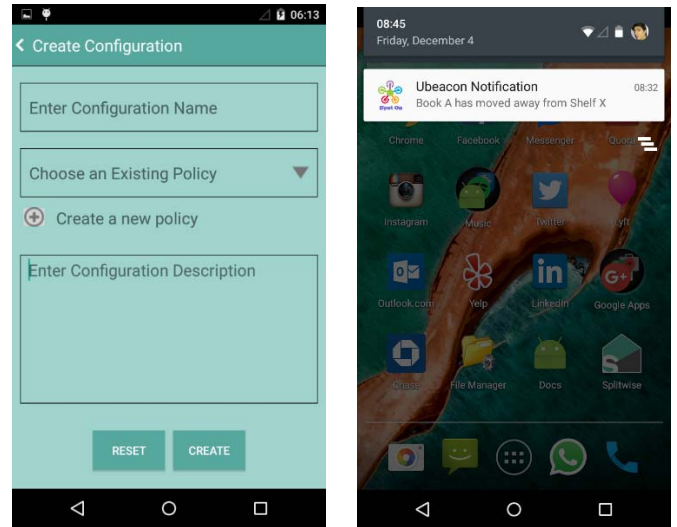 06:13
Create Configuration
Enter Configuration Name
Choose an Existing Policy
Create a new policy
Enter Configuration Description
RESET CREATE
08:45
Friday, December 4
Ubeacon Notification 08:32
Book A has moved away from Shelf X
Spot On
Chrome Facebook Messenger
Instagram Music Twitter Lyft
Outlook.com Yelp LinkedIn Google Apps
Chase File Manager Docs Splitwise